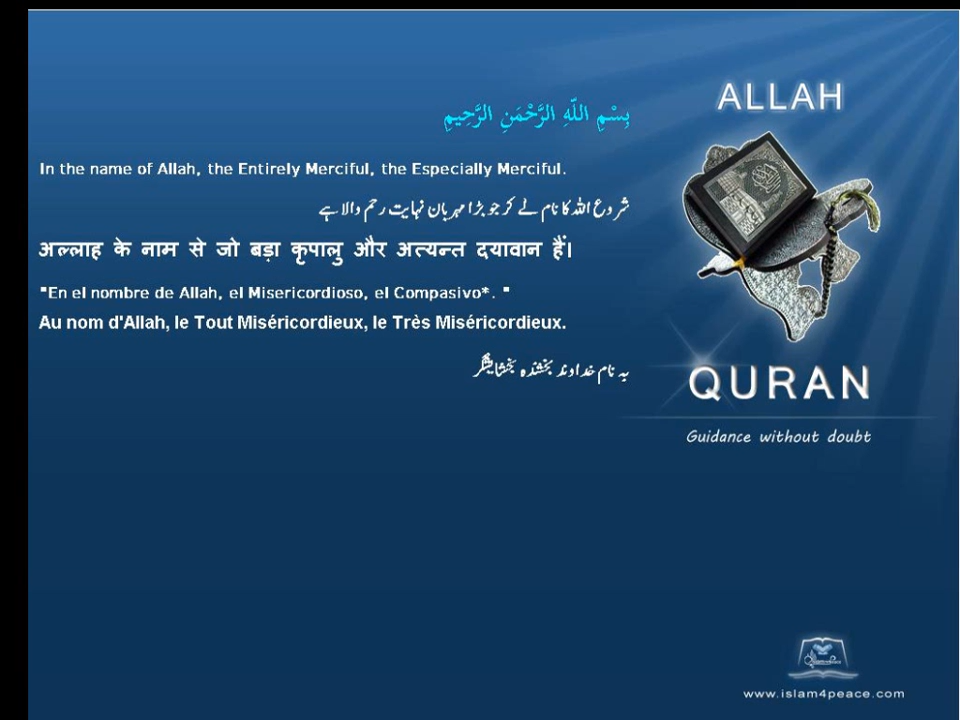 بِسْمِ اللّهِ الرَّحْمَنِ الرَّحِيمِ
In the name of Allah, the Entirely Merciful, the Especially Merciful.
شروع الله کا نام لے کر جو بڑا مہربان نہایت رحم والا ہے
अल्लाह के नाम से जो बड़ा कृपालु और अत्यन्त दयावान हैं।
"En el nombre de Allah, el Misericordioso, el Compasivo*. "
Au nom d'Allah, le Tout Miséricordieux, le Très Miséricordieux.
به نام خداوند بخشنده بخشایشگر
ALLAH
QURAN
Guidance without doubt
www.islam4peace.com